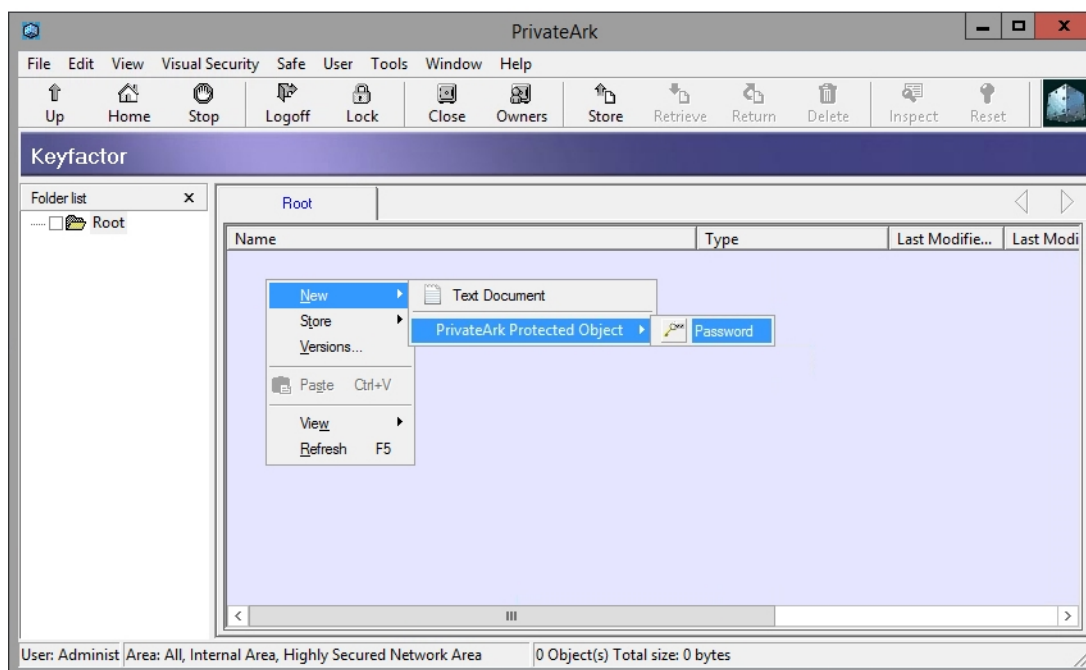 PrivateArk
File Edit View Visual Security Safe User Tools Window Help
Up Home Stop Logoff Lock Close Owners Store Retrieve Return Delete Inspect Reset
Keyfactor
Folder list x
Root
Root
Name Type Last Modifie... Last Modi
New
Text Document
Store
PrivateArk Protected Object
Password
Versions...
Paste Ctrl+V
View
Refresh F5
User: Administ Area: All, Internal Area, Highly Secured Network Area 0 Object(s) Total size: 0 bytes